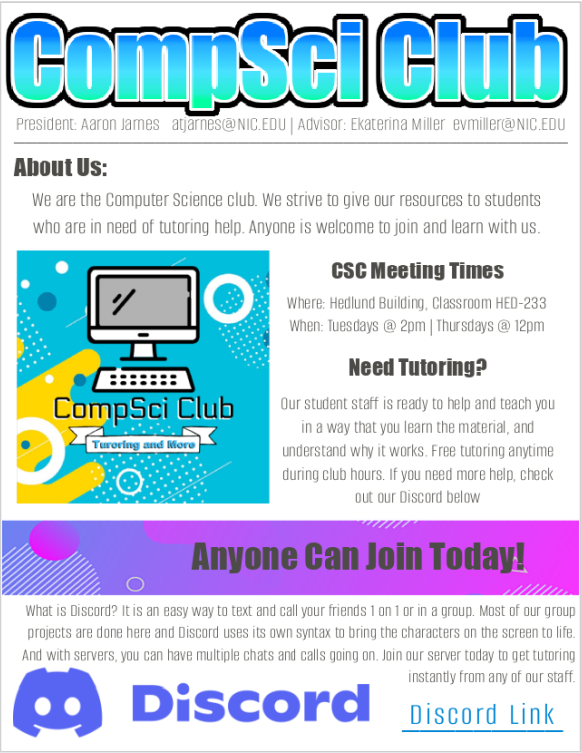 CompSci Club
President: Aaron James atjarnes@NIC.EDU | Advisor: Ekaterina Miller evmiller@NIC.EDU
About Us:
We are the Computer Science club. We strive to give our resources to students
who are in need of tutoring help. Anyone is welcome to join and learn with us.
CompSci Club
Tutoring and More
CSC Meeting Times
Where: Hedlund Building, Classroom HED-233
When: Tuesdays @ 2pm | Thursdays @ 12pm
Need Tutoring?
Our student staff is ready to help and teach you
in a way that you learn the material, and
understand why it works. Free tutoring anytime
during club hours. If you need more help, check
out our Discord below
Anyone Can Join Today!
What is Discord? It is an easy way to text and call your friends 1 on 1 or in a group. Most of our group
projects are done here and Discord uses its own syntax to bring the characters on the screen to life.
And with servers, you can have multiple chats and calls going on. Join our server today to get tutoring
instantly from any of our staff.
Discord
Discord Link